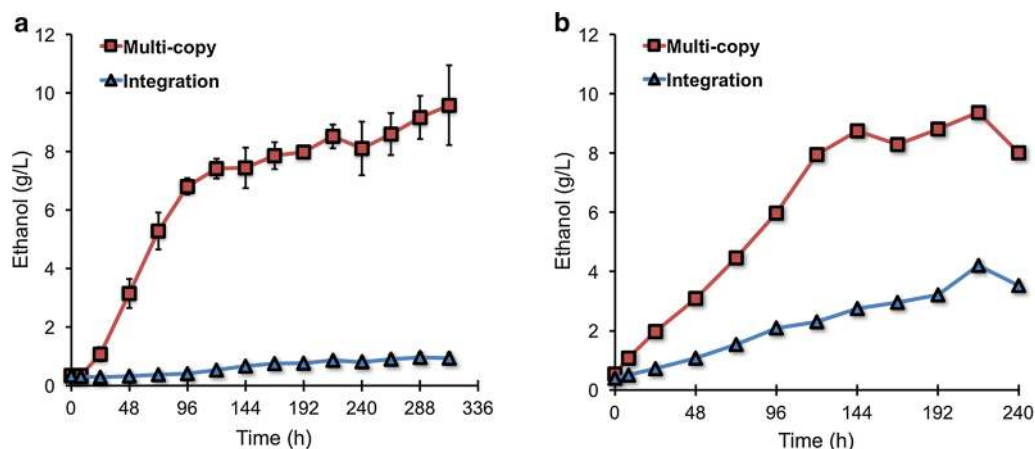 a
12
10
8
6
4
2
0
Ethanol (g/L)
Multi-copy
Integration
0 48 96 144 192 240 288 336
Time (h)
b
12
10
8
6
4
2
0
Ethanol (g/L)
Multi-copy
Integration
0 48 96 144 192 240
Time (h)